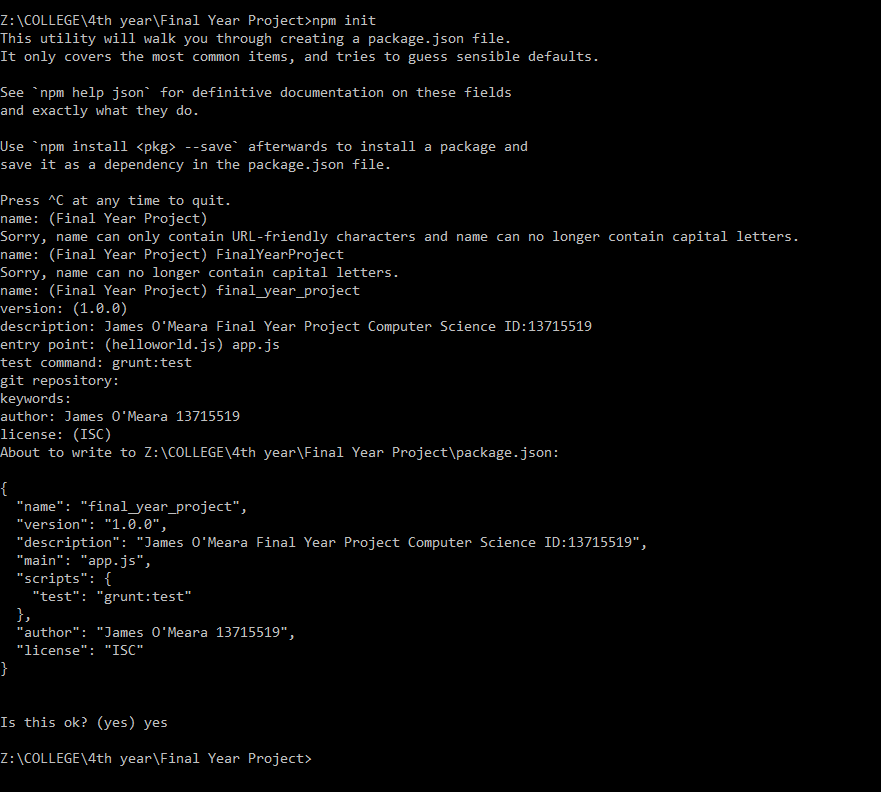 Z:\COLLEGE\4th year\Final Year Project>npm init
This utility will walk you through creating a package.json file.
It only covers the most common items, and tries to guess sensible defaults.
See `npm help json` for definitive documentation on these fields
and exactly what they do.
Use `npm install <pkg> --save` afterwards to install a package and
save it as a dependency in the package.json file.
Press ^C at any time to quit.
name: (Final Year Project)
Sorry, name can only contain URL-friendly characters and name can no longer contain capital letters.
name: (Final Year Project) FinalYearProject
Sorry, name can no longer contain capital letters.
name: (Final Year Project) final_year_project
version: (1.0.0)
description: James O'Meara Final Year Project Computer Science ID:13715519
entry point: (helloworld.js) app.js
test command: grunt:test
git repository:
keywords:
author: James O'Meara 13715519
license: (ISC)
About to write to Z:\COLLEGE\4th year\Final Year Project\package.json:
{
  "name": "final_year_project",
  "version": "1.0.0",
  "description": "James O'Meara Final Year Project Computer Science ID:13715519",
  "main": "app.js",
  "scripts": {
    "test": "grunt:test"
  },
  "author": "James O'Meara 13715519",
  "license": "ISC"
}
Is this ok? (yes) yes
Z:\COLLEGE\4th year\Final Year Project>